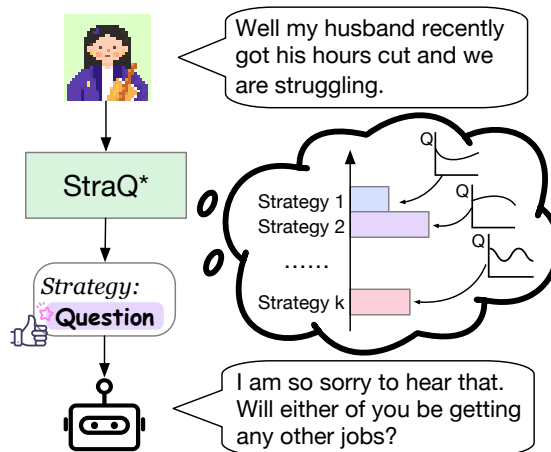 Well my husband recently
got his hours cut and we
are struggling.
StraQ*
Q
Strategy 1
Q
Strategy 2
Q
......
Strategy k
Strategy:
Question
I am so sorry to hear that.
Will either of you be getting
any other jobs?